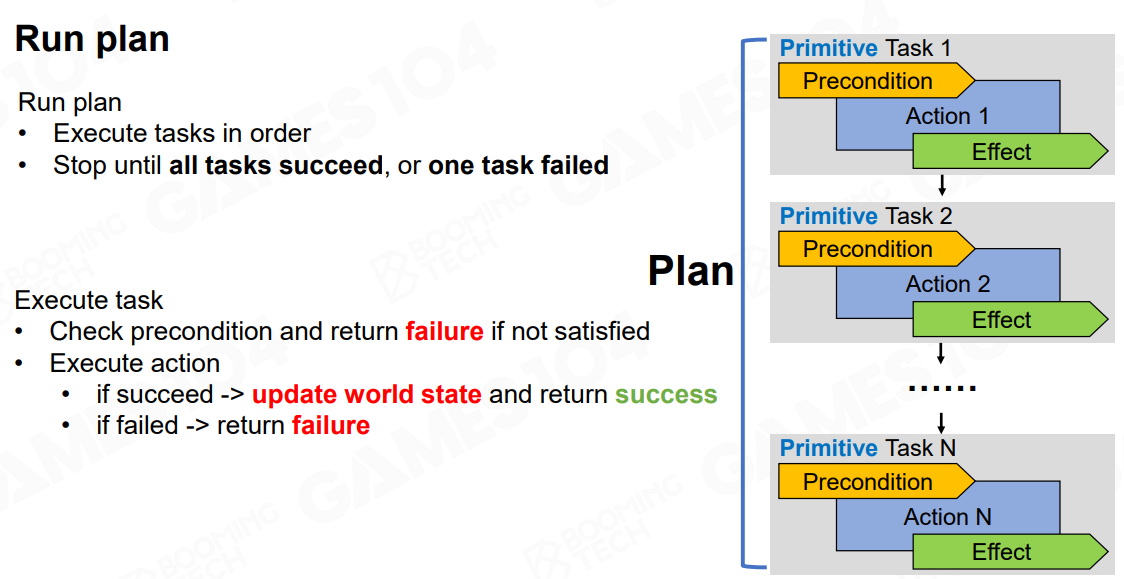 Run plan
Run plan
• Execute tasks in order
• Stop until all tasks succeed, or one task failed
Execute task
• Check precondition and return failure if not satisfied
• Execute action
• if succeed -> update world state and return success
• if failed -> return failure
Plan
Primitive Task 1
Precondition
Action 1
Effect
Primitive Task 2
Precondition
Action 2
Effect
......
Primitive Task N
Precondition
Action N
Effect
GAMES104
BOOMING
TECH